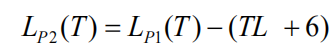 L_{P2}(T) = L_{P1}(T) − (TL + 6)